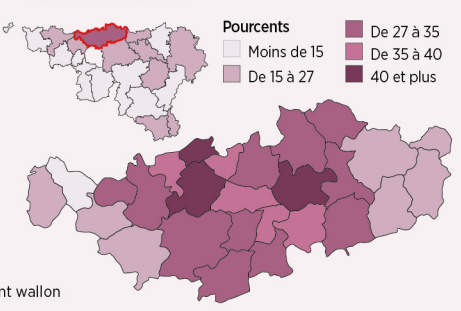 Pourcents
Moins de 15
De 15 à 27
De 27 à 35
De 35 à 40
40 et plus
nt wallon